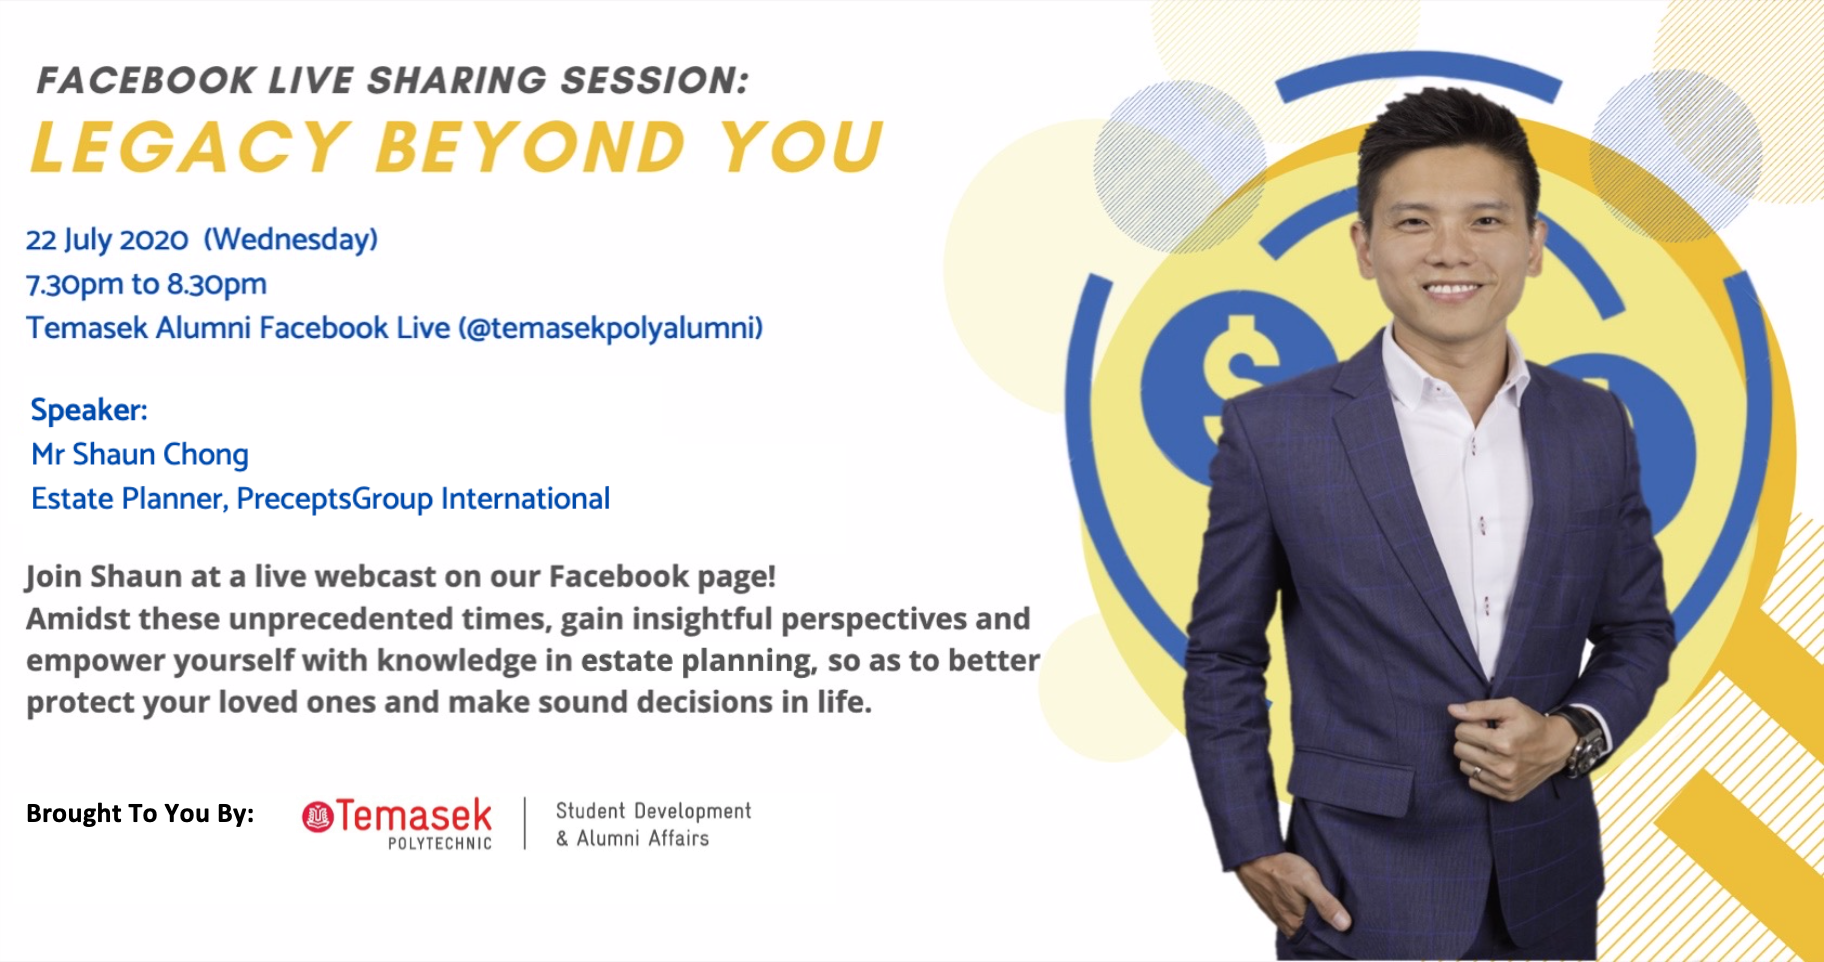 FACEBOOK LIVE SHARING SESSION:
LEGACY BEYOND YOU
22 July 2020 (Wednesday)
7.30pm to 8.30pm
Temasek Alumni Facebook Live (@temasekpolyalumni)
Speaker:
Mr Shaun Chong
Estate Planner, PreceptsGroup International
Join Shaun at a live webcast on our Facebook page!
Amidst these unprecedented times, gain insightful perspectives and
empower yourself with knowledge in estate planning, so as to better
protect your loved ones and make sound decisions in life.
Brought To You By:
Temasek
POLYTECHNIC
Student Development
& Alumni Affairs
$